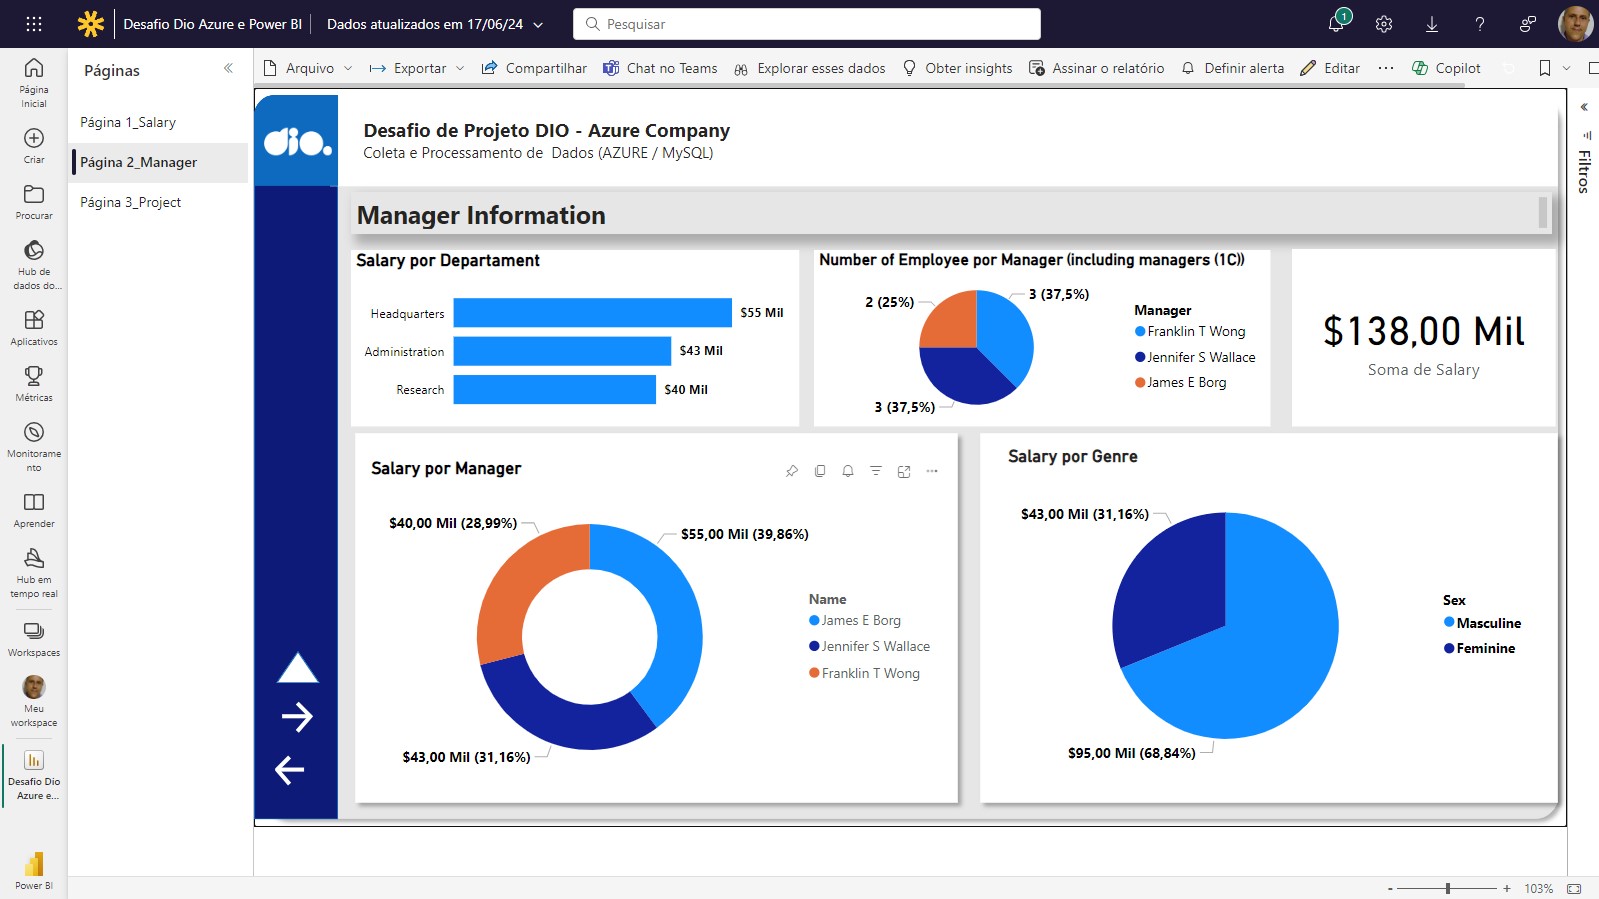 Desafio Dio Azure e Power BI
Dados atualizados em 17/06/24
Pesquisar
1
?
Página
Inicial
Criar
Procurar
Hub de
dados do...
Aplicativos
Métricas
Monitorame
nto
Aprender
Hub em
tempo real
Workspaces
Meu
workspace
Desafio Dio
Azure e...
Power BI
Páginas
Página 1_Salary
Página 2_Manager
Página 3_Project
Arquivo
Exportar
Compartilhar
Chat no Teams
Explorar esses dados
Obter insights
Assinar o relatório
Definir alerta
Editar
...
Copilot
Filtros
dio.
Desafio de Projeto DIO - Azure Company
Coleta e Processamento de Dados (AZURE / MySQL)
Manager Information
Salary por Departament
Headquarters
$55 Mil
Administration
$43 Mil
Research
$40 Mil
Number of Employee por Manager (including managers (1C))
2 (25%)
3 (37,5%)
3 (37,5%)
Manager
Franklin T Wong
Jennifer S Wallace
James E Borg
$138,00 Mil
Soma de Salary
Salary por Manager
$40,00 Mil (28,99%)
$55,00 Mil (39,86%)
$43,00 Mil (31,16%)
Name
James E Borg
Jennifer S Wallace
Franklin T Wong
Salary por Genre
$43,00 Mil (31,16%)
$95,00 Mil (68,84%)
Sex
Masculine
Feminine
- + 103%